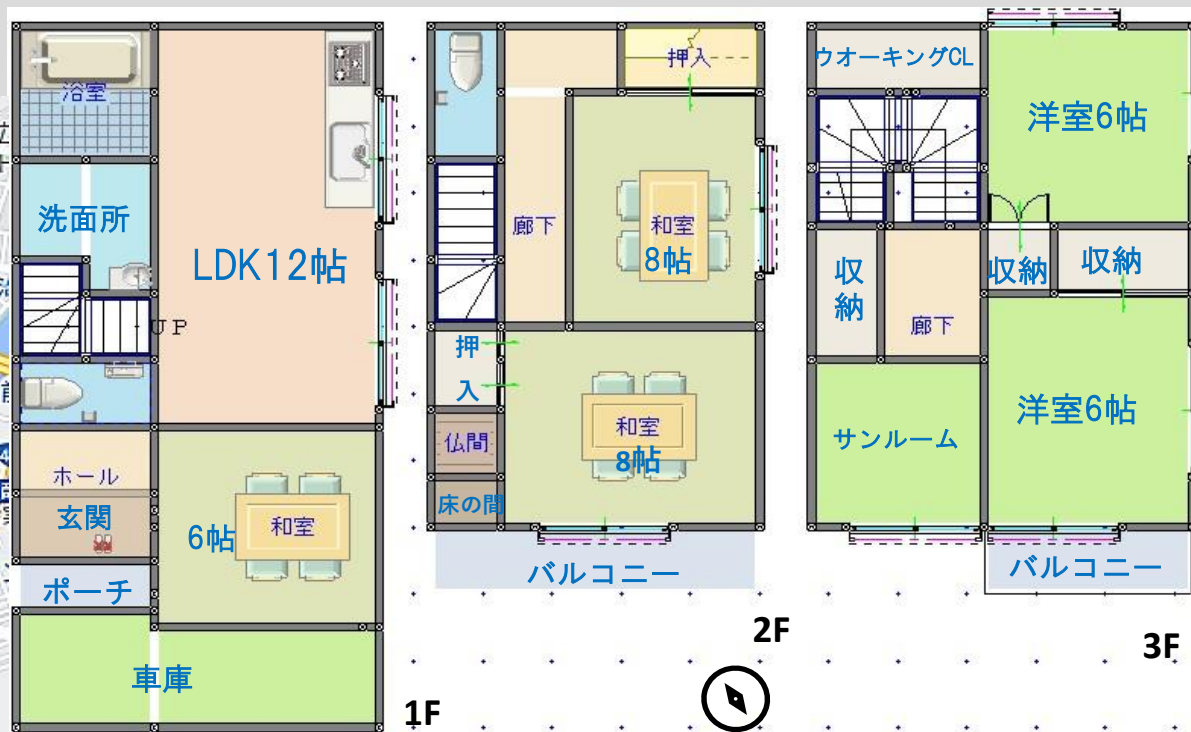 浴室
洗面所
LDK12帖
UP
ホール
玄関
6帖
和室
ポーチ
車庫
1F
押入
廊下
和室
8帖
押
入
仏間
床の間
和室
8帖
バルコニー
2F
ウオーキングCL
洋室6帖
収
納
廊下
収納
収納
サンルーム
洋室6帖
バルコニー
3F